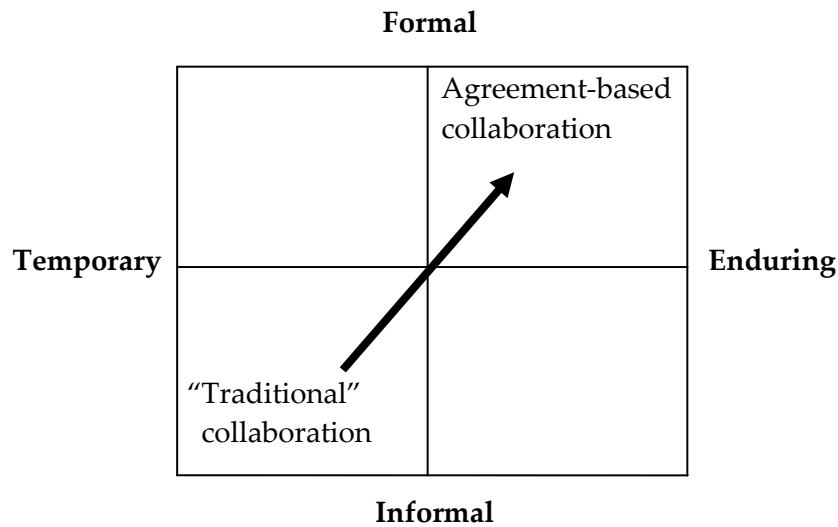 Formal
Agreement-based
collaboration
Temporary
Enduring
“Traditional”
collaboration
Informal